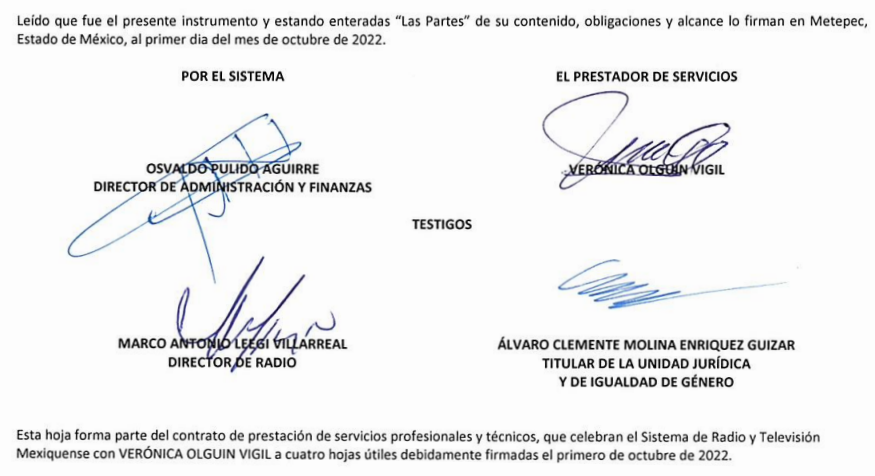 Leído que fue el presente instrumento y estando enteradas “Las Partes” de su contenido, obligaciones y alcance lo firman en Metepec,
Estado de México, al primer dia del mes de octubre de 2022.
POR EL SISTEMA
EL PRESTADOR DE SERVICIOS
OSVALDO PULIDO AGUIRRE
DIRECTOR DE ADMINISTRACIÓN Y FINANZAS
VERÓNICA OLGUIN VIGIL
TESTIGOS
MARCO ANTONIO LEEGI VILLARREAL
DIRECTOR DE RADIO
ÁLVARO CLEMENTE MOLINA ENRIQUEZ GUIZAR
TITULAR DE LA UNIDAD JURÍDICA
Y DE IGUALDAD DE GÉNERO
Esta hoja forma parte del contrato de prestación de servicios profesionales y técnicos, que celebran el Sistema de Radio y Televisión
Mexiquense con VERÓNICA OLGUIN VIGIL a cuatro hojas útiles debidamente firmadas el primero de octubre de 2022.